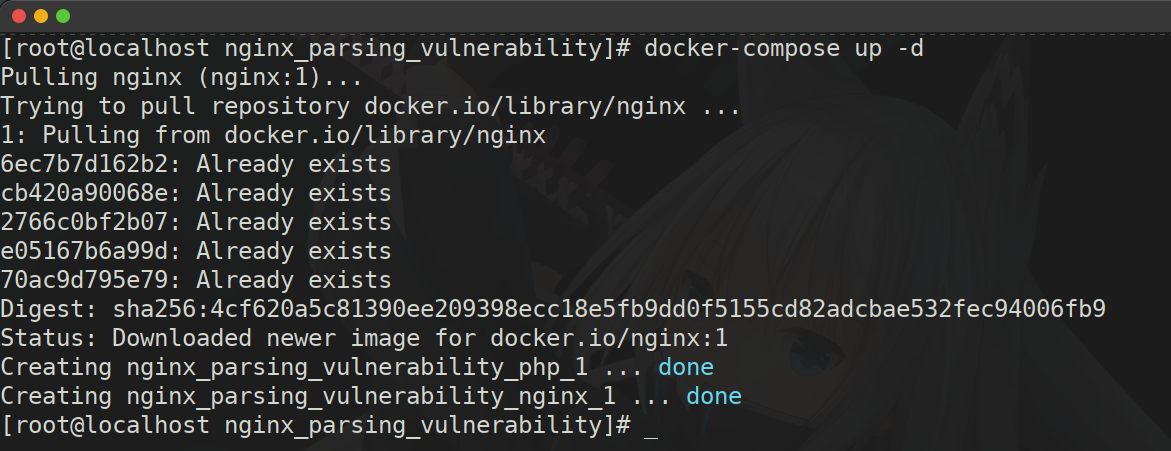 [root@localhost nginx_parsing_vulnerability]# docker-compose up -d
Pulling nginx (nginx:1)...
Trying to pull repository docker.io/library/nginx ...
1: Pulling from docker.io/library/nginx
6ec7b7d162b2: Already exists
cb420a90068e: Already exists
2766c0bf2b07: Already exists
e05167b6a99d: Already exists
70ac9d795e79: Already exists
Digest: sha256:4cf620a5c81390ee209398ecc18e5fb9dd0f5155cd82adcbae532fec94006fb9
Status: Downloaded newer image for docker.io/nginx:1
Creating nginx_parsing_vulnerability_php_1 ... done
Creating nginx_parsing_vulnerability_nginx_1 ... done
[root@localhost nginx_parsing_vulnerability]# _